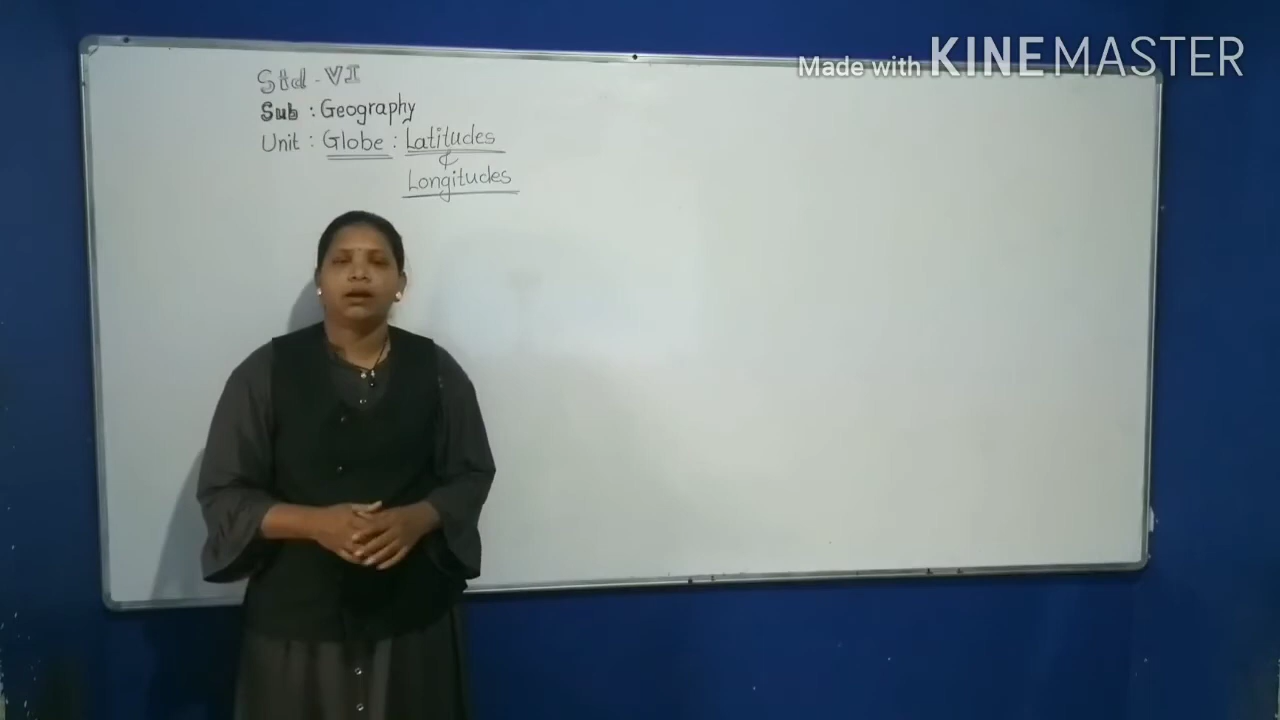 Made with KINEMASTER
Std - VI
Sub : Geography
Unit : Globe : Latitudes
&
Longitudes